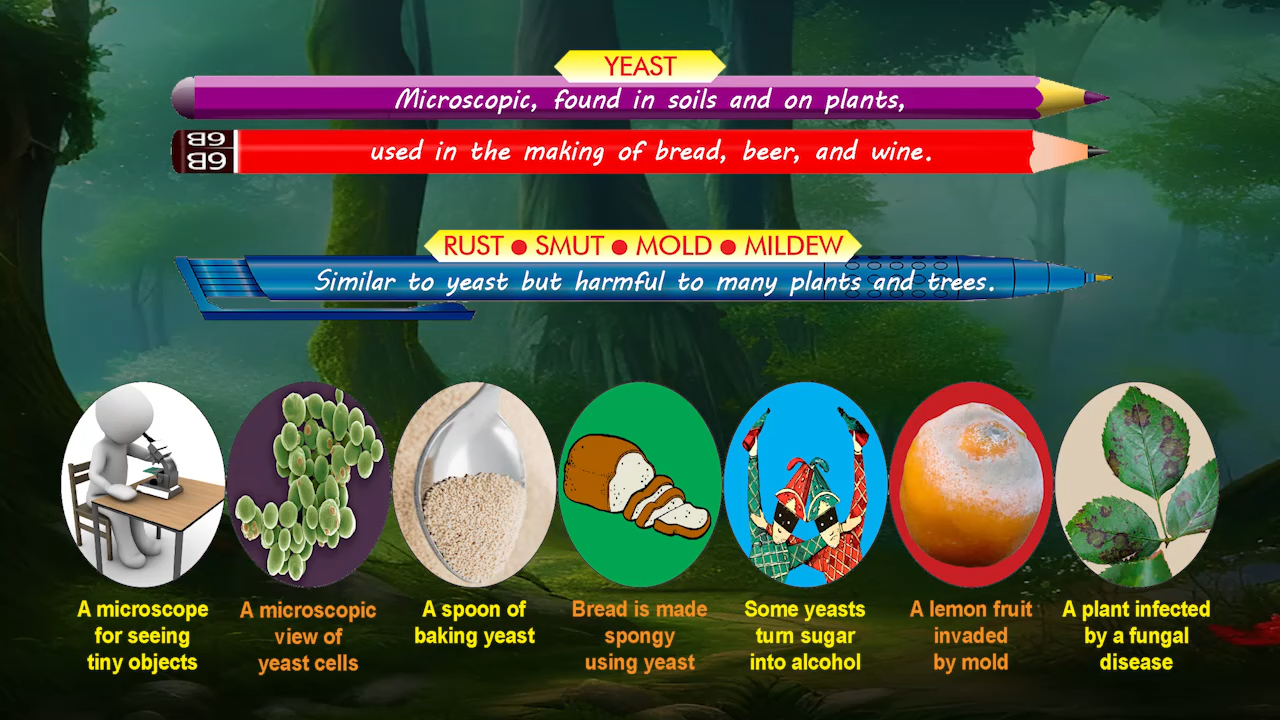 YEAST
Microscopic, found in soils and on plants,
6B
6B
used in the making of bread, beer, and wine.
RUST ● SMUT ● MOLD ● MILDEW
Similar to yeast but harmful to many plants and trees.
A microscope
for seeing
tiny objects
A microscopic
view of
yeast cells
A spoon of
baking yeast
Bread is made
spongy
using yeast
Some yeasts
turn sugar
into alcohol
A lemon fruit
invaded
by mold
A plant infected
by a fungal
disease